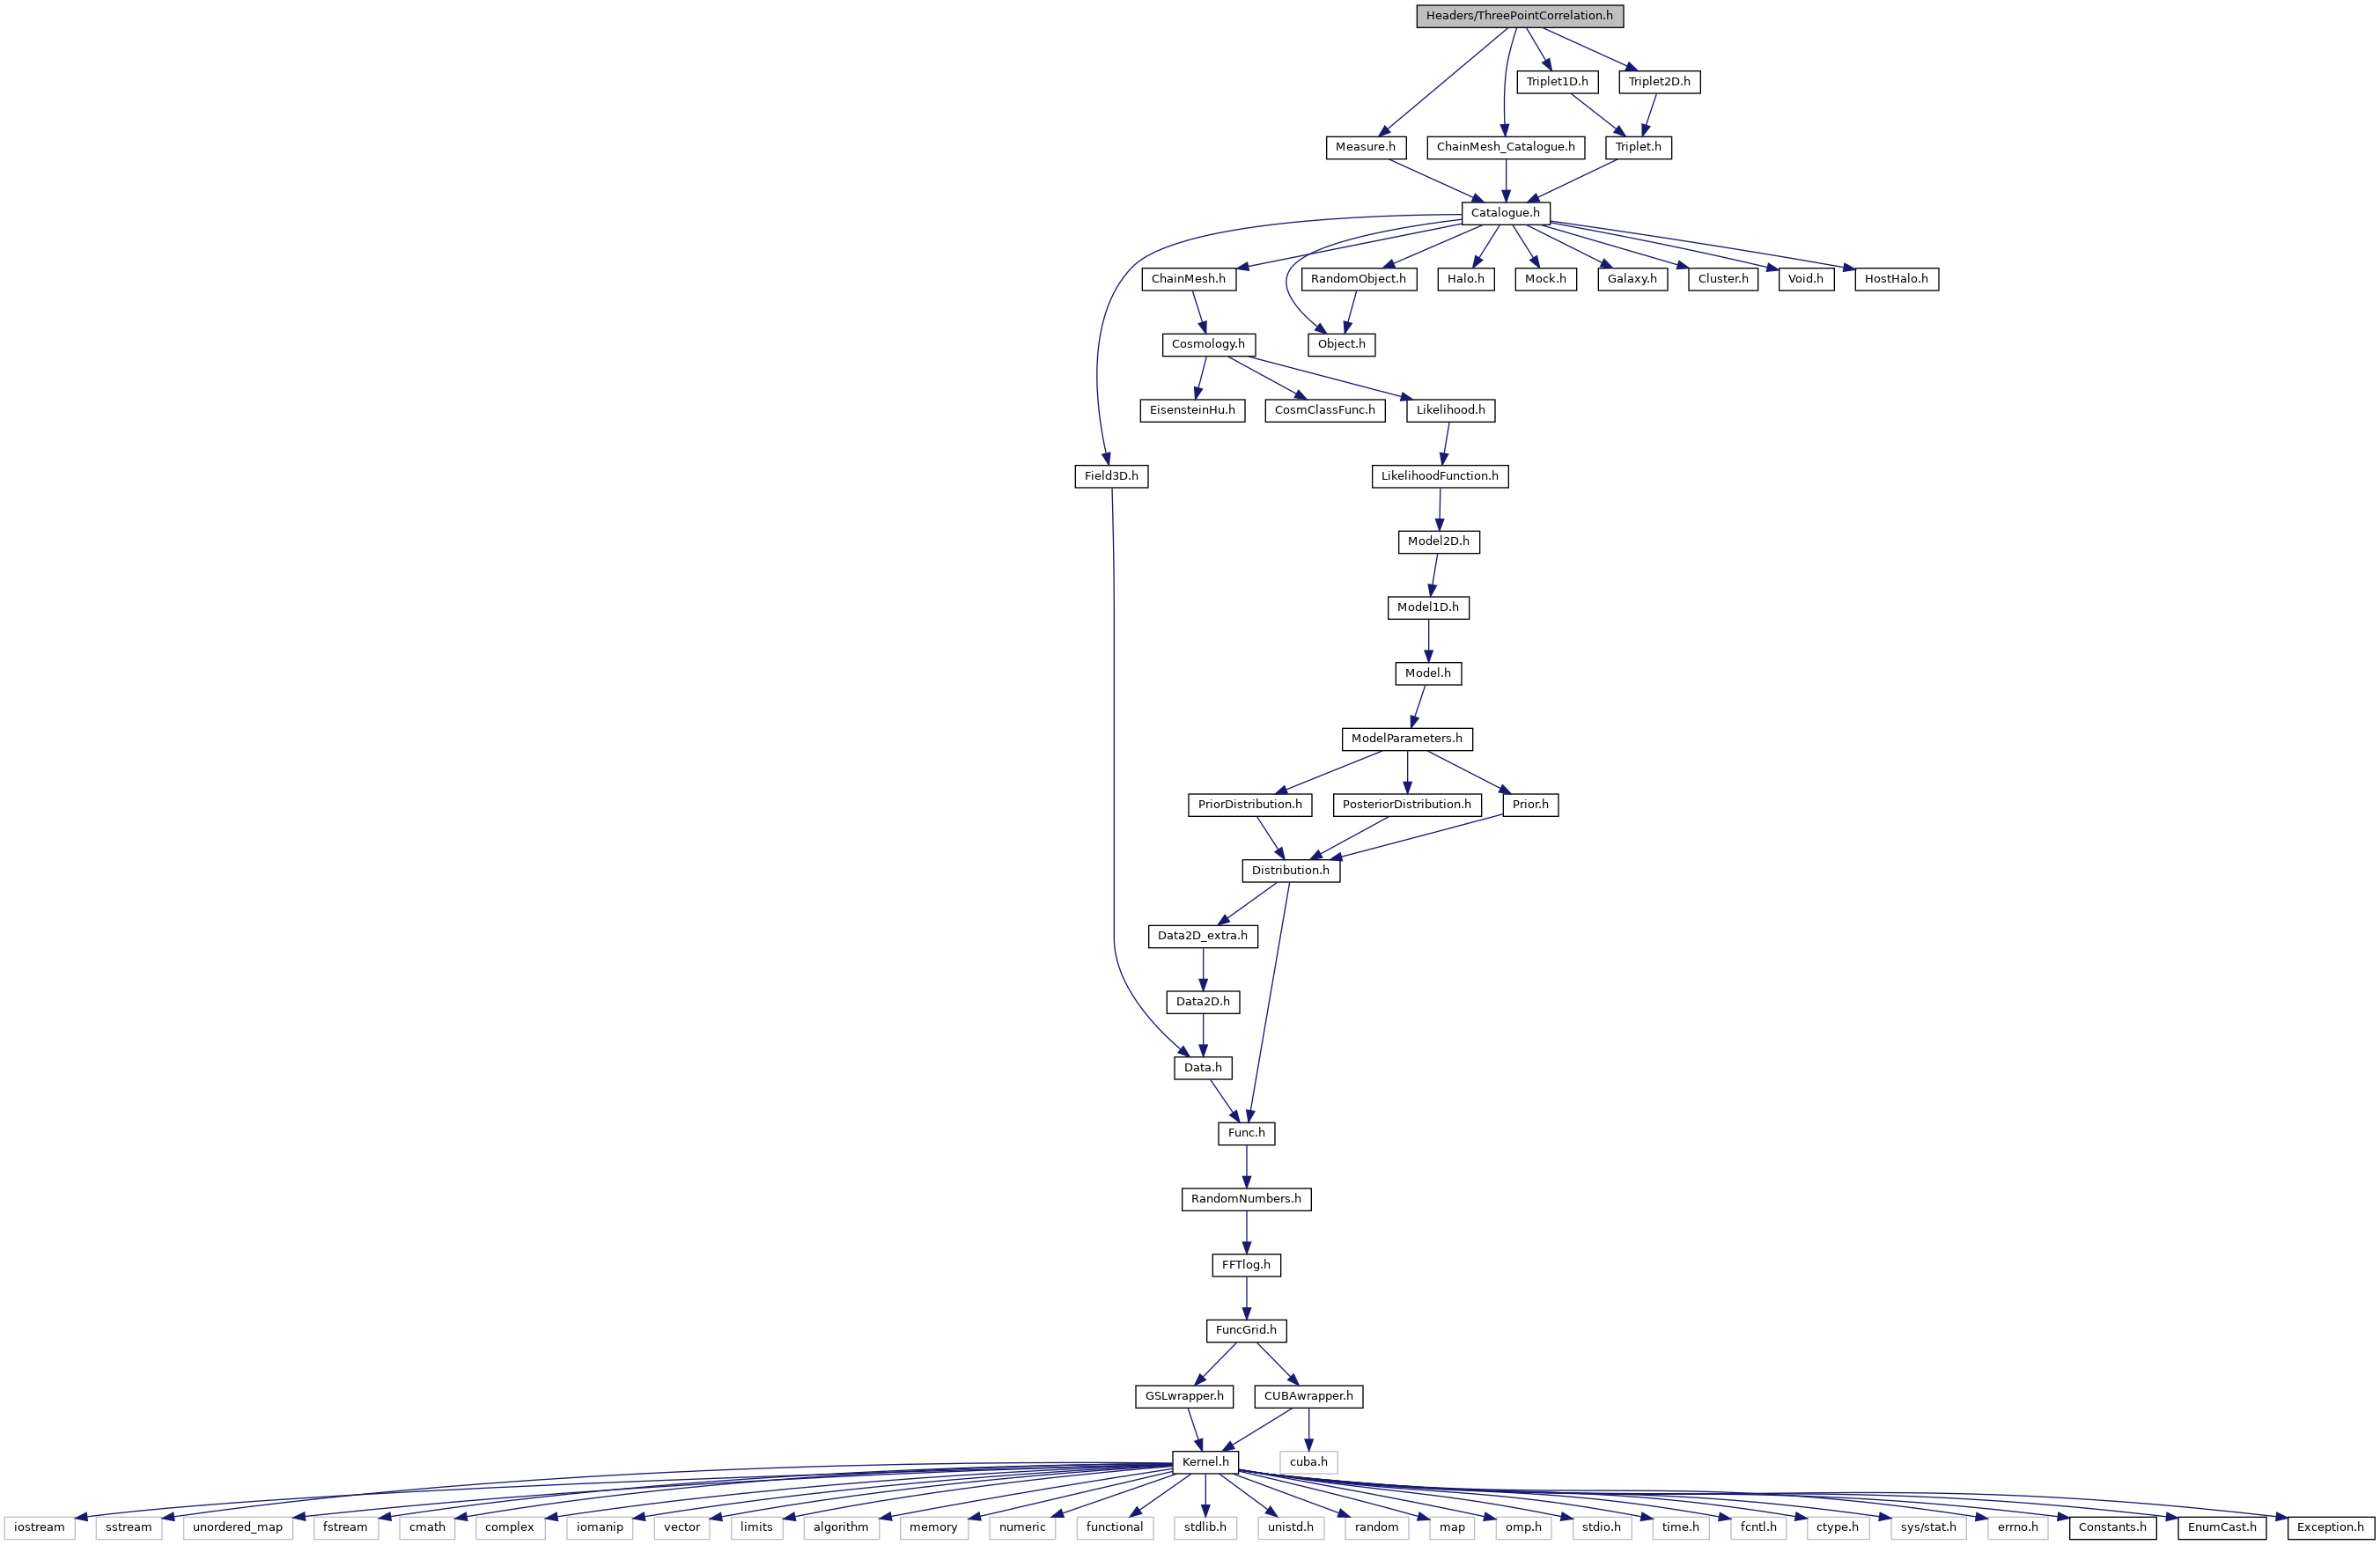 Headers/ThreePointCorrelation.h
Triplet1D.h
Triplet2D.h
Measure.h
ChainMesh_Catalogue.h
Triplet.h
Catalogue.h
ChainMesh.h
RandomObject.h
Halo.h
Mock.h
Galaxy.h
Cluster.h
Void.h
HostHalo.h
Cosmology.h
Object.h
EisensteinHu.h
CosmClassFunc.h
Likelihood.h
Field3D.h
LikelihoodFunction.h
Model2D.h
Model1D.h
Model.h
ModelParameters.h
PriorDistribution.h
PosteriorDistribution.h
Prior.h
Distribution.h
Data2D_extra.h
Data2D.h
Data.h
Func.h
RandomNumbers.h
FFTlog.h
FuncGrid.h
GSLwrapper.h
CUBAwrapper.h
Kernel.h
cuba.h
iostream
sstream
unordered_map
fstream
cmath
complex
iomanip
vector
limits
algorithm
memory
numeric
functional
stdlib.h
unistd.h
random
map
omp.h
stdio.h
time.h
fcntl.h
ctype.h
sys/stat.h
errno.h
Constants.h
EnumCast.h
Exception.h